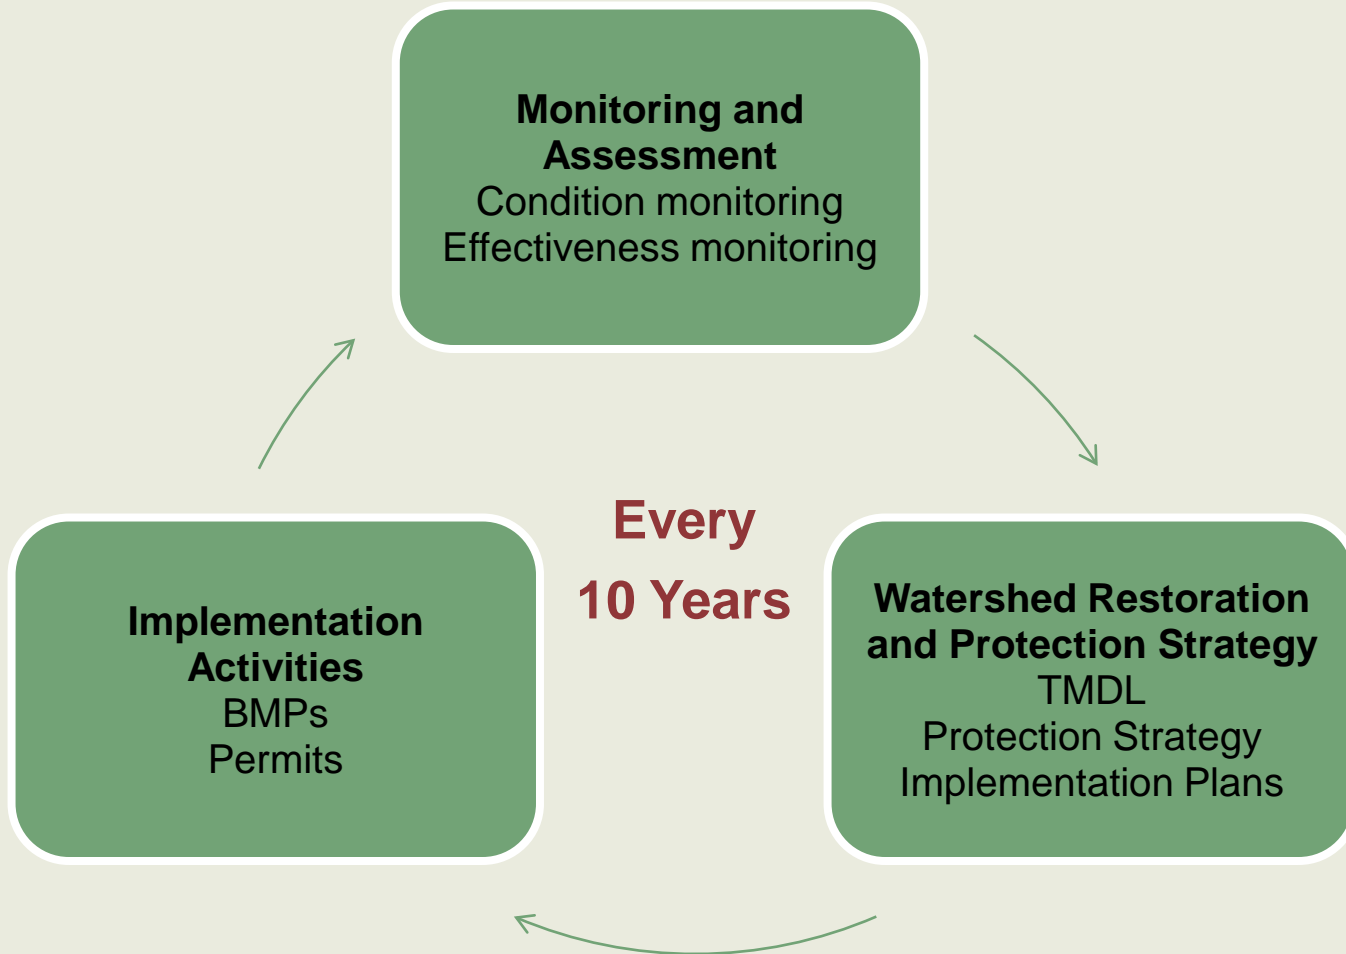 Monitoring and
Assessment
Condition monitoring
Effectiveness monitoring
Every
10 Years
Watershed Restoration
and Protection Strategy
TMDL
Protection Strategy
Implementation Plans
Implementation
Activities
BMPs
Permits